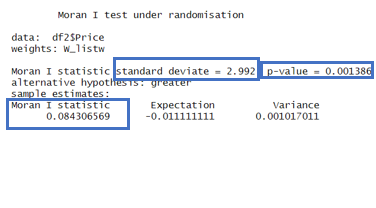 Moran I test under randomisation
data: df2$Price
weights: W_listw
Moran I statistic standard deviate = 2.992, p-value = 0.001386
alternative hypothesis: greater
sample estimates:
Moran I statistic Expectation Variance
0.084306569 -0.011111111 0.001017011